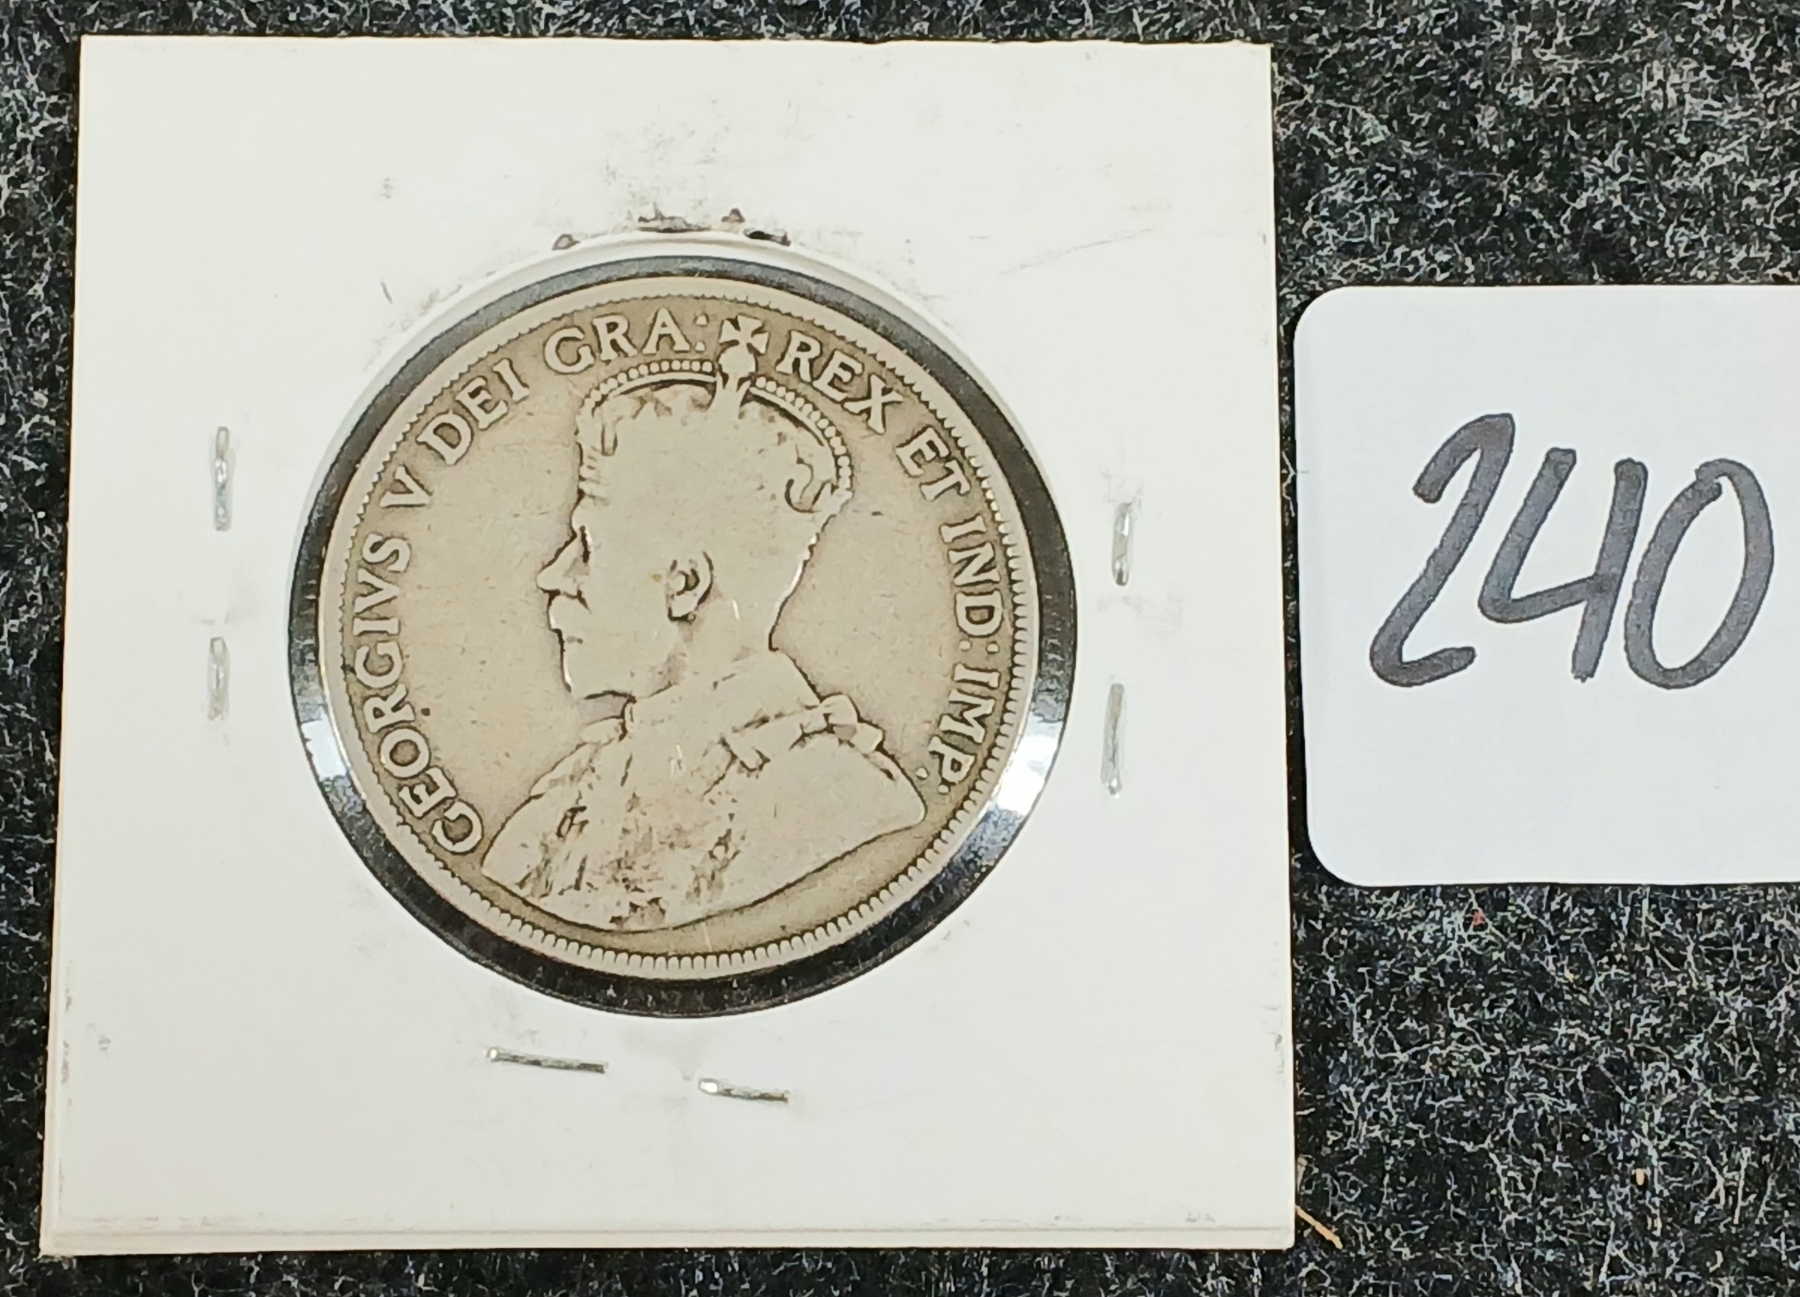 GEORGIVS V DEI GRA: REX ET IND: IMP:
240